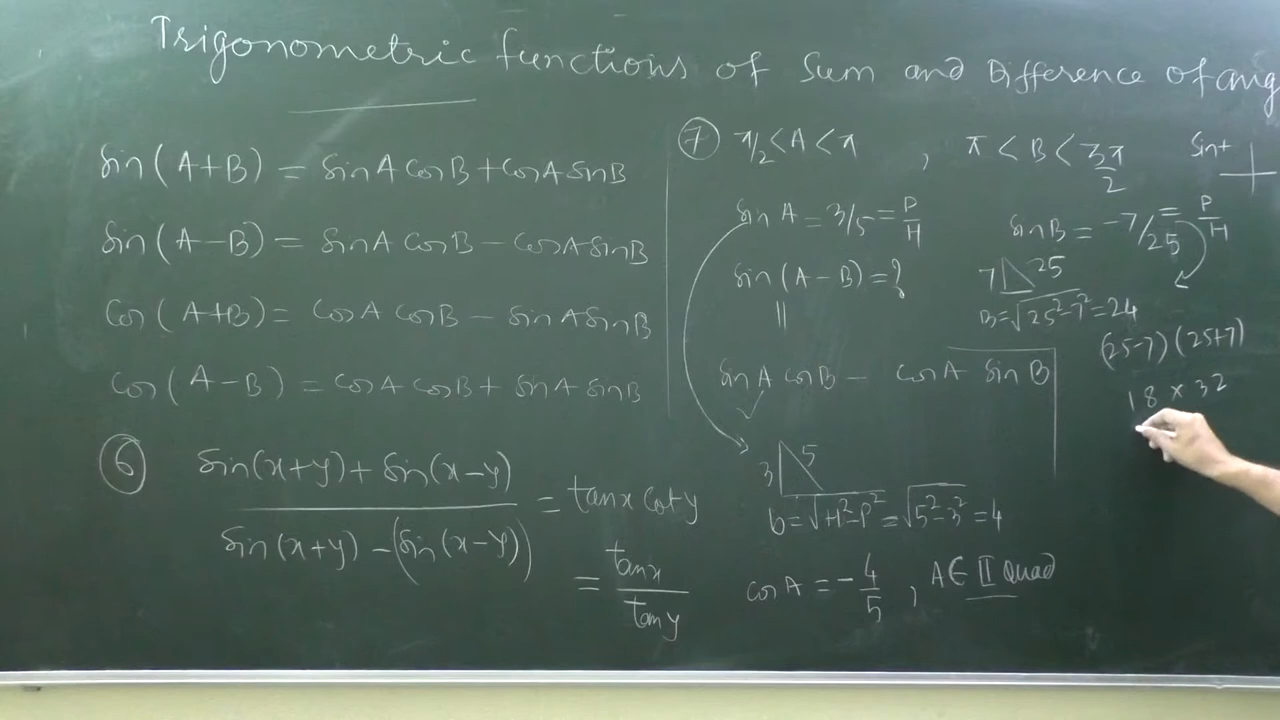 Trigonometric functions of Sum and Difference of ang
sin(A+B) = sinA cosB + cosA sinB
sin(A-B) = sinA cosB - cosA sinB
cos(A+B) = cosA cosB - sinA sinB
cos(A-B) = cosA cosB + sinA sinB
⑥ sin(x+y) + sin(x-y) / sin(x+y) - (sin(x-y)) = tanx coty
= tanx / tany
⑦ π/2 < A < π , π < B < 3π/2
sin+
sinA = 3/5 = P/H
sinB = -7/25 = P/H
sin(A-B) = ?
7 25
B = √25²-7² = 24
(25-7)(25+7)
18 × 32
||
sinA cosB - cosA sinB
3 5
b = √H²-P² = √5²-3² = 4
cosA = -4/5 , A ∈ II Quad